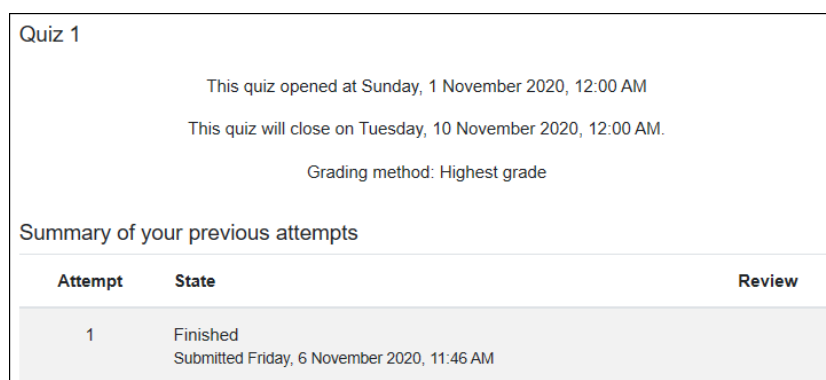 Quiz 1
This quiz opened at Sunday, 1 November 2020, 12:00 AM
This quiz will close on Tuesday, 10 November 2020, 12:00 AM.
Grading method: Highest grade
Summary of your previous attempts
Attempt State Review
1 Finished
Submitted Friday, 6 November 2020, 11:46 AM